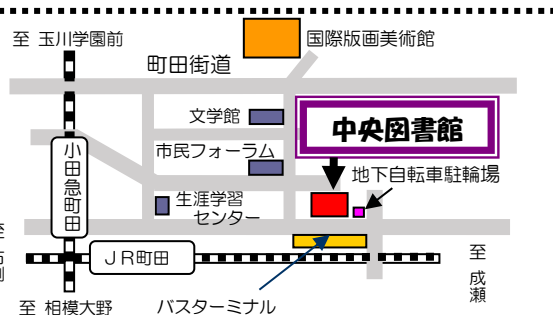 至 玉川学園前
国際版画美術館
町田街道
文学館
中央図書館
市民フォーラム
地下自転車駐輪場
小田急町田
生涯学習
センター
至
JR町田
至 成瀬
至 相模大野
バスターミナル